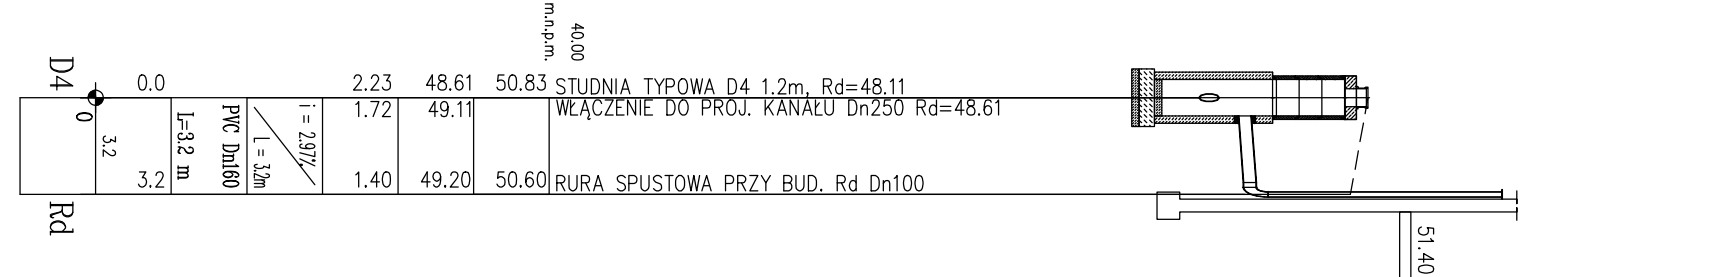 40.00
m.n.p.m.
D4
0.0
2.23
48.61
50.83
STUDNIA TYPOWA D4 1.2m, Rd=48.11
0
1.72
49.11
WŁĄCZENIE DO PROJ. KANAŁU Dn250 Rd=48.61
3.2
L=3.2 m
PVC Dn160
i = 2.97%
L = 3.2m
3.2
1.40
49.20
50.60
RURA SPUSTOWA PRZY BUD. Rd Dn100
Rd
51.40